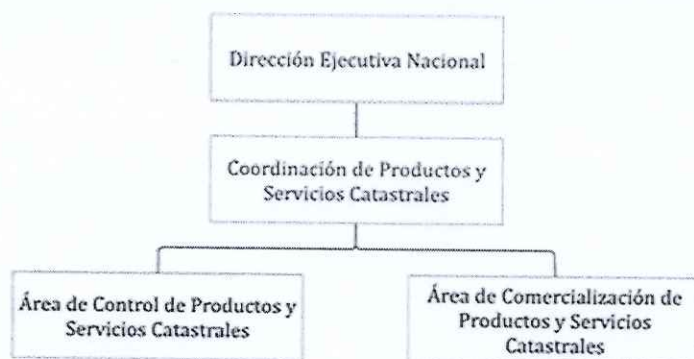 Dirección Ejecutiva Nacional
Coordinación de Productos y
Servicios Catastrales
Área de Control de Productos y
Servicios Catastrales
Área de Comercialización de
Productos y Servicios
Catastrales